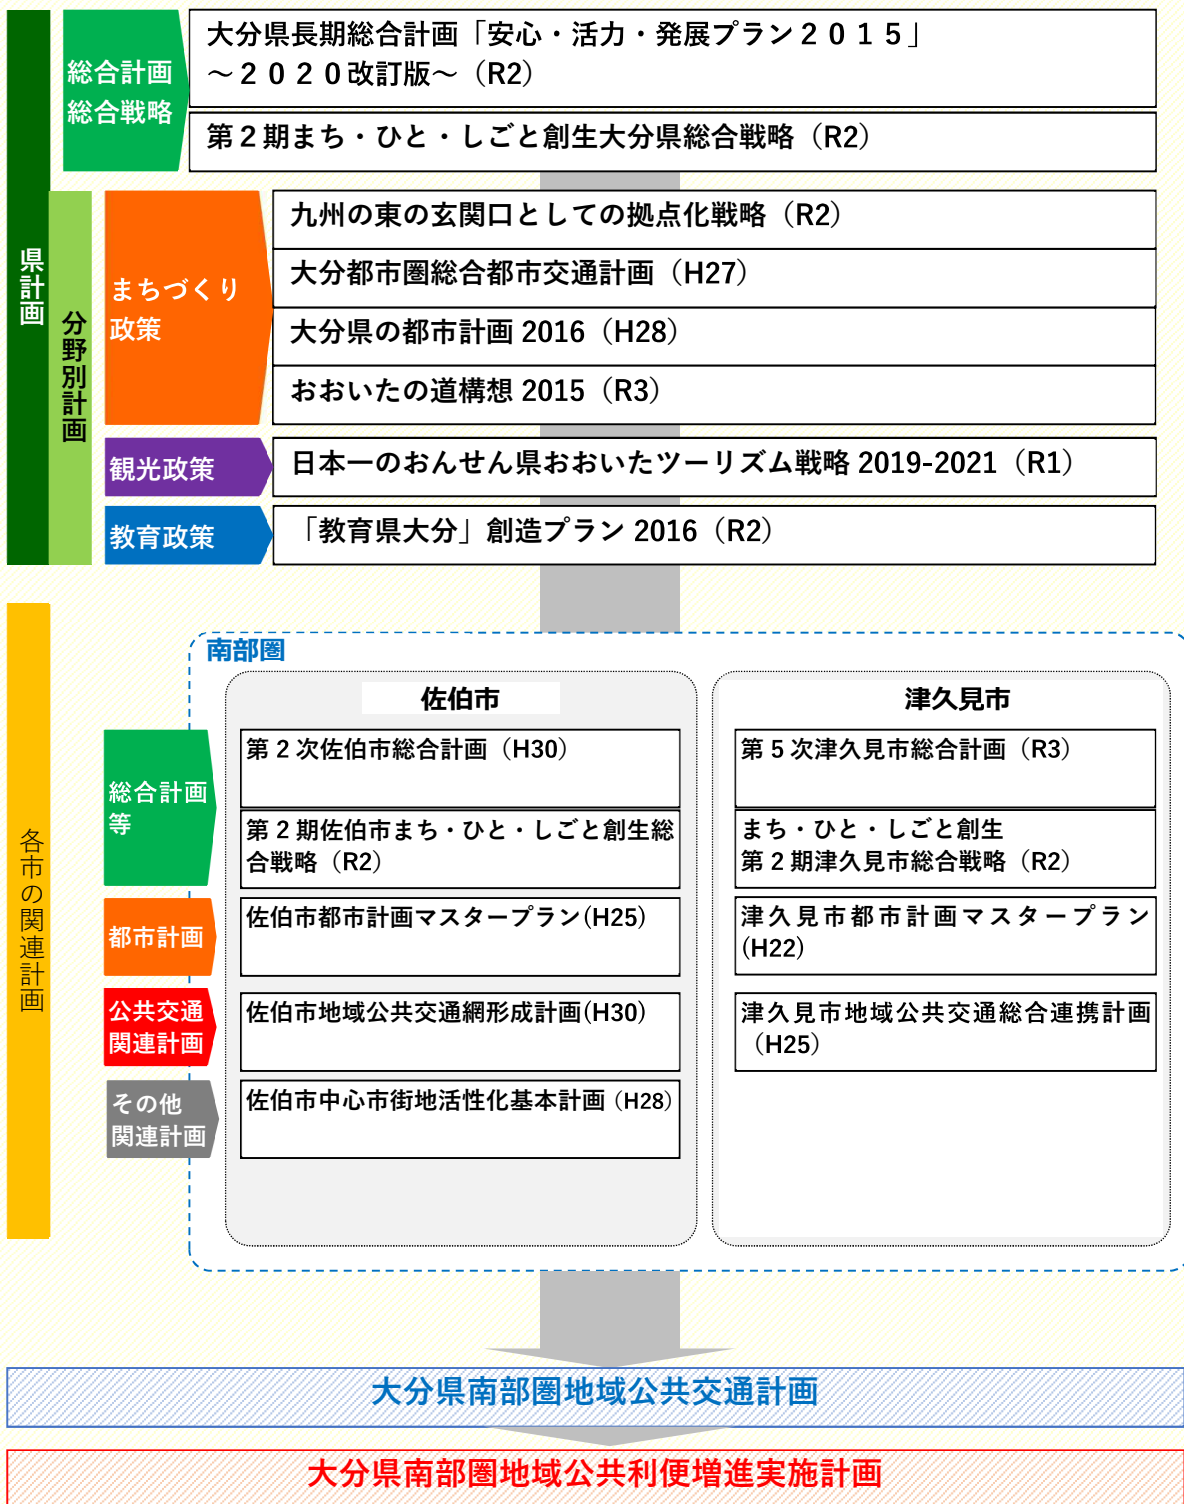 県計画
総合計画
総合戦略
大分県長期総合計画「安心・活力・発展プラン２０１５」
～２０２０改訂版～（R2）
第２期まち・ひと・しごと創生大分県総合戦略（R2）
分野別計画
まちづくり
政策
九州の東の玄関口としての拠点化戦略（R2）
大分都市圏総合都市交通計画（H27）
大分県の都市計画 2016（H28）
おおいたの道構想 2015（R3）
観光政策
日本一のおんせん県おおいたツーリズム戦略 2019-2021（R1）
教育政策
「教育県大分」創造プラン 2016（R2）
各市の関連計画
南部圏
佐伯市
津久見市
総合計画
等
第２次佐伯市総合計画（H30）
第２期佐伯市まち・ひと・しごと創生総
合戦略（R2）
第５次津久見市総合計画（R3）
まち・ひと・しごと創生
第２期津久見市総合戦略（R2）
都市計画
佐伯市都市計画マスタープラン(H25)
津久見市都市計画マスタープラン
(H22)
公共交通
関連計画
佐伯市地域公共交通網形成計画(H30)
津久見市地域公共交通総合連携計画
（H25）
その他
関連計画
佐伯市中心市街地活性化基本計画（H28）
大分県南部圏地域公共交通計画
大分県南部圏地域公共利便増進実施計画